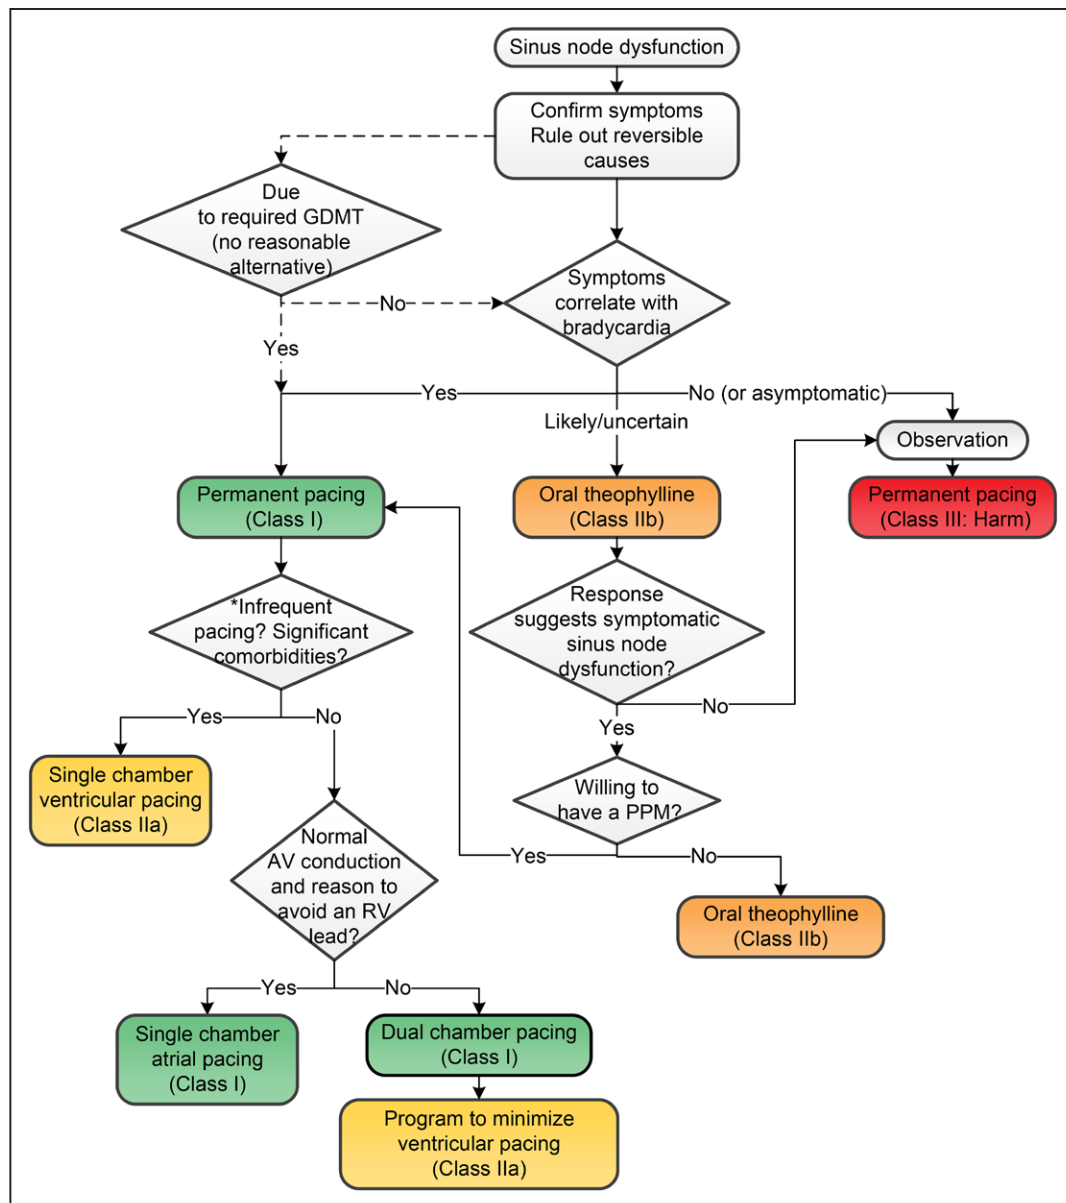 Sinus node dysfunction
Confirm symptoms
Rule out reversible
causes
Due
to required GDMT
(no reasonable
alternative)
No
Yes
Symptoms
correlate with
bradycardia
Yes
No (or asymptomatic)
Likely/uncertain
Observation
Permanent pacing
(Class I)
Oral theophylline
(Class IIb)
Permanent pacing
(Class III: Harm)
*Infrequent
pacing? Significant
comorbidities?
Response
suggests symptomatic
sinus node
dysfunction?
Yes
No
No
Yes
Single chamber
ventricular pacing
(Class IIa)
Willing to
have a PPM?
Normal
AV conduction
and reason to
avoid an RV
lead?
Yes
No
Oral theophylline
(Class IIb)
Yes
No
Single chamber
atrial pacing
(Class I)
Dual chamber pacing
(Class I)
Program to minimize
ventricular pacing
(Class IIa)